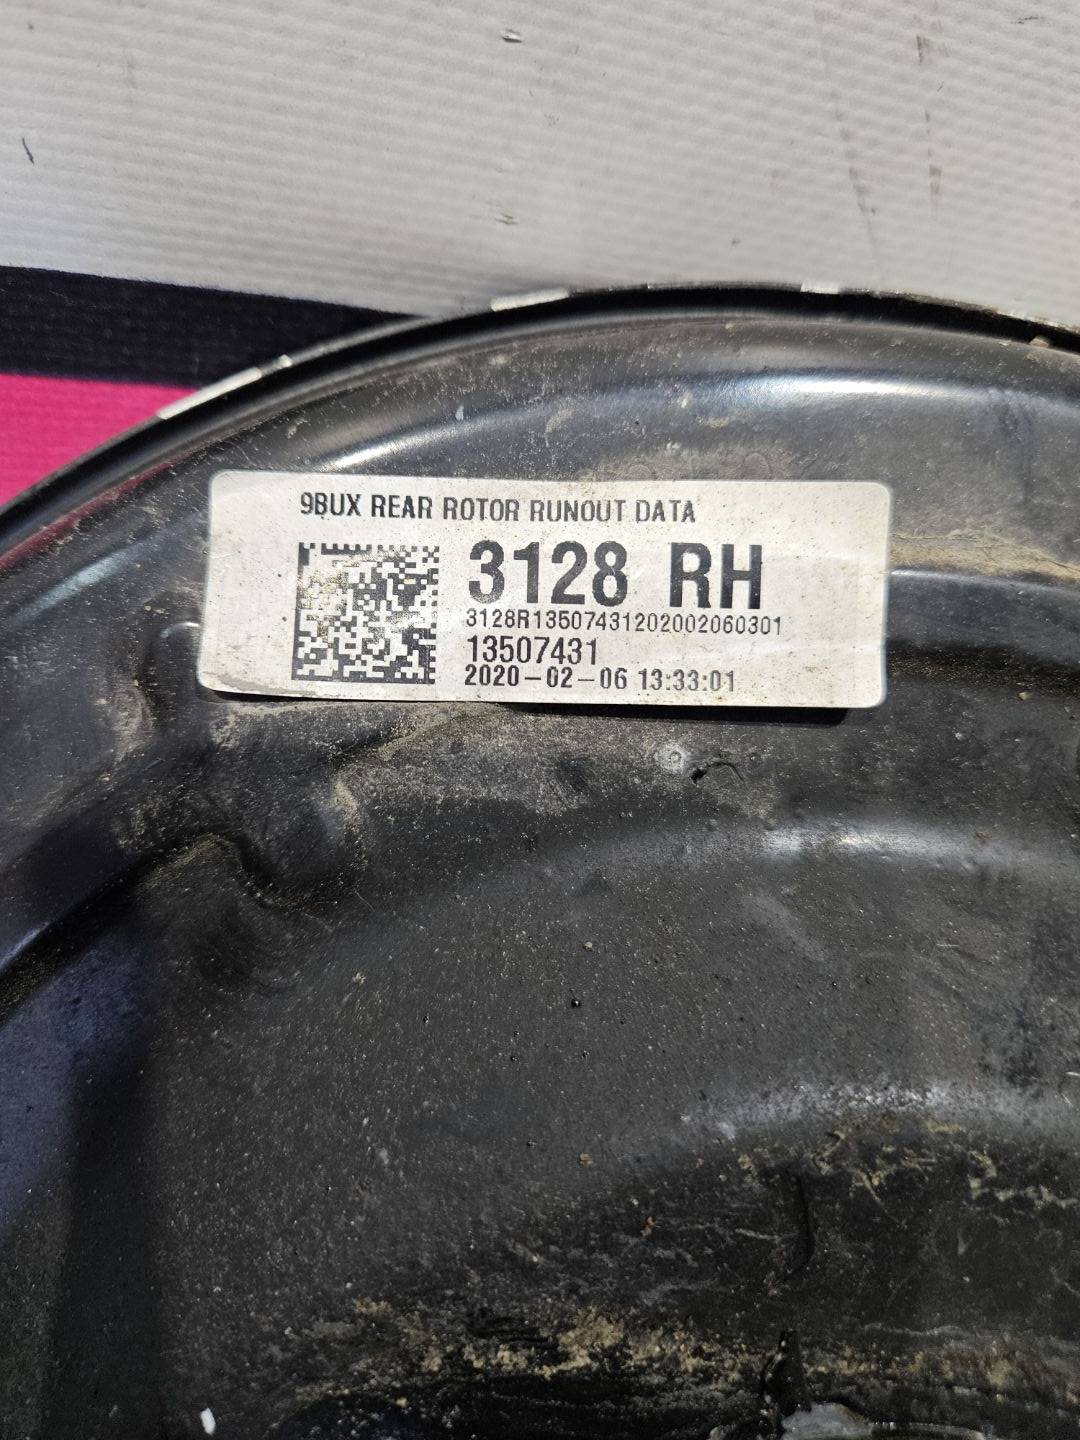 9BUX REAR ROTOR RUNOUT DATA
3128 RH
3128R13507431202002060301
13507431
2020-02-06 13:33:01